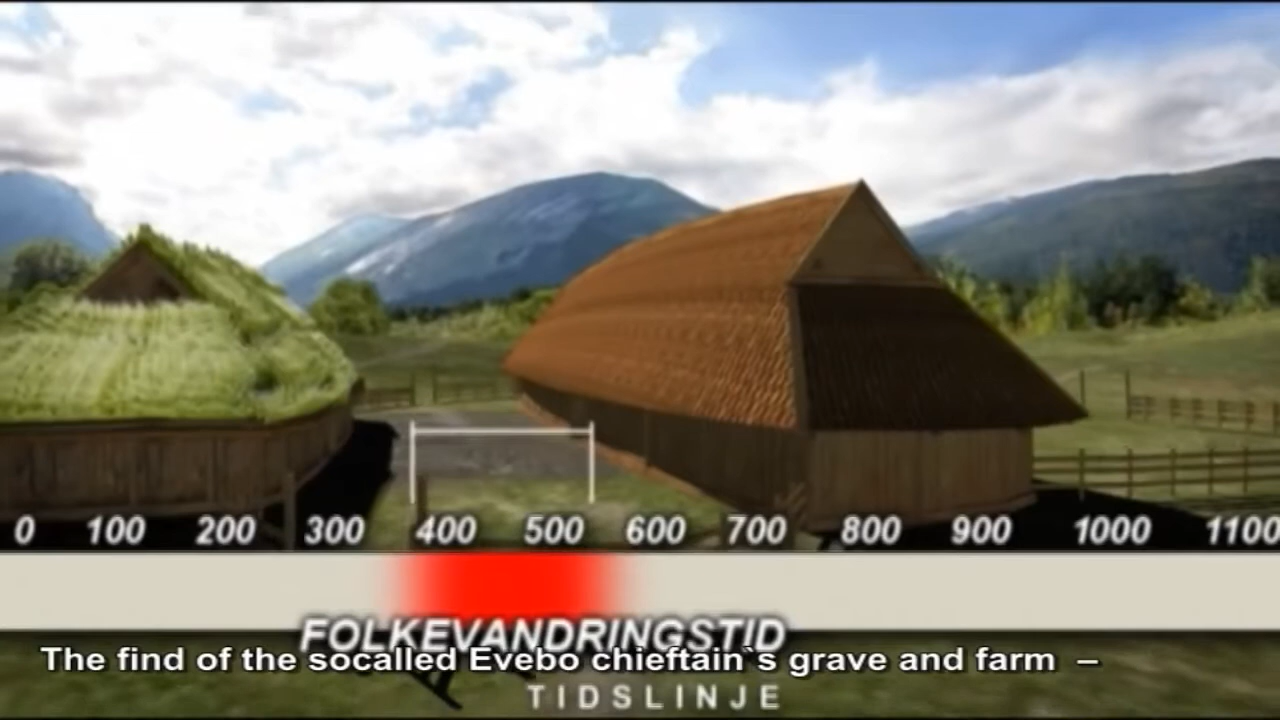 0 100 200 300 400 500 600 700 800 900 1000 1100
FOLKEVANDRINGSTID
The find of the socalled Evebo chieftain`s grave and farm –
TIDSLINJE